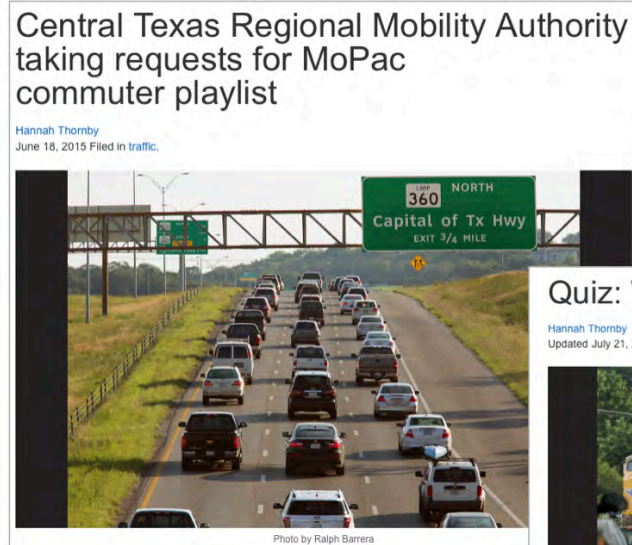 Central Texas Regional Mobility Authority
taking requests for MoPac
commuter playlist
Hannah Thornby
June 18, 2015 Filed in traffic.
LOOP
360 NORTH
Capital of Tx Hwy
EXIT 3/4 MILE
Photo by Ralph Barrera
Quiz:
Hannah Thornby
Updated July 21,